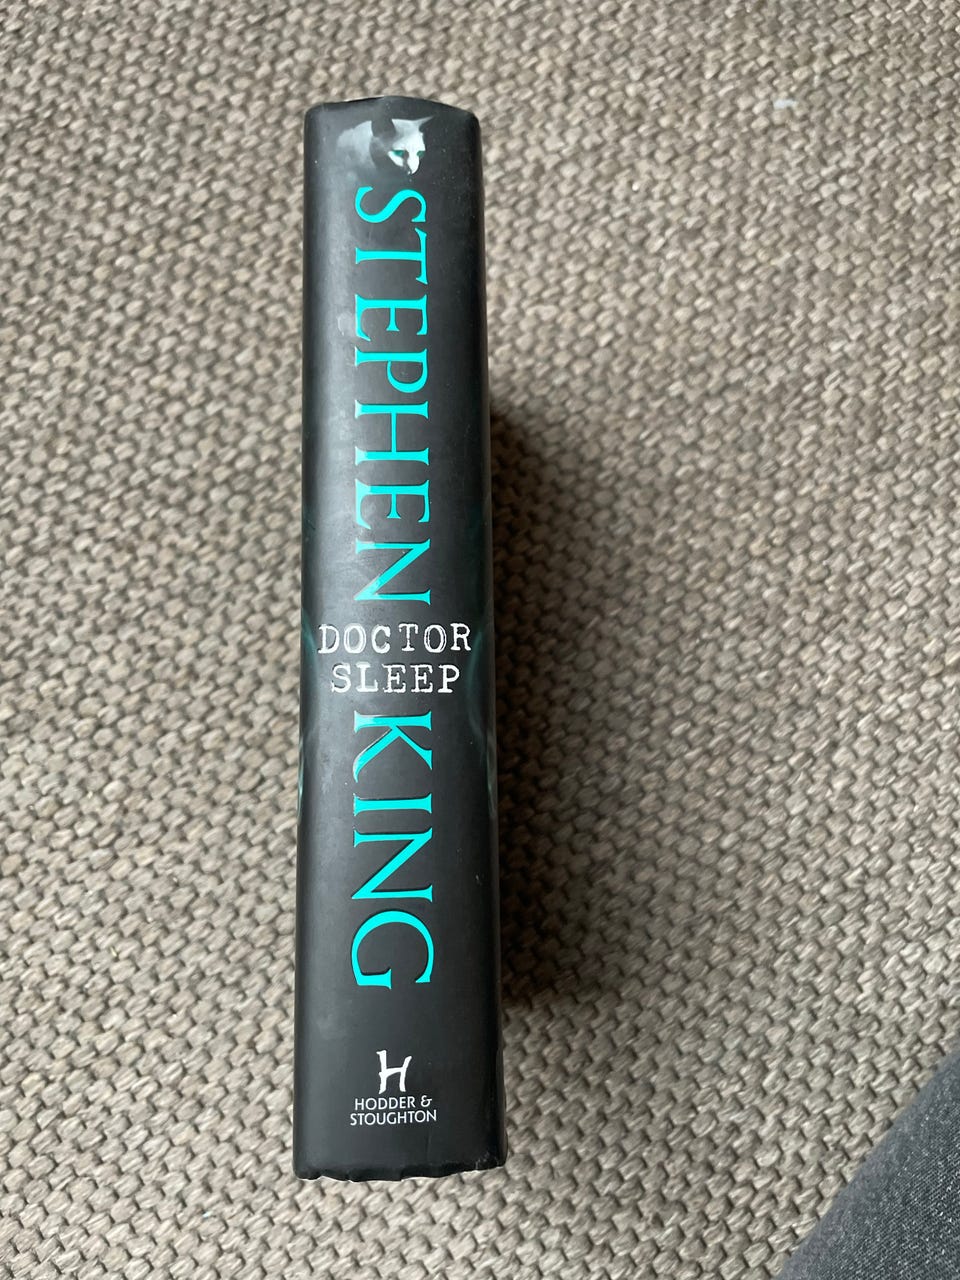 STEPHEN
DOCTOR
SLEEP
KING
H
HODDER &
STOUGHTON